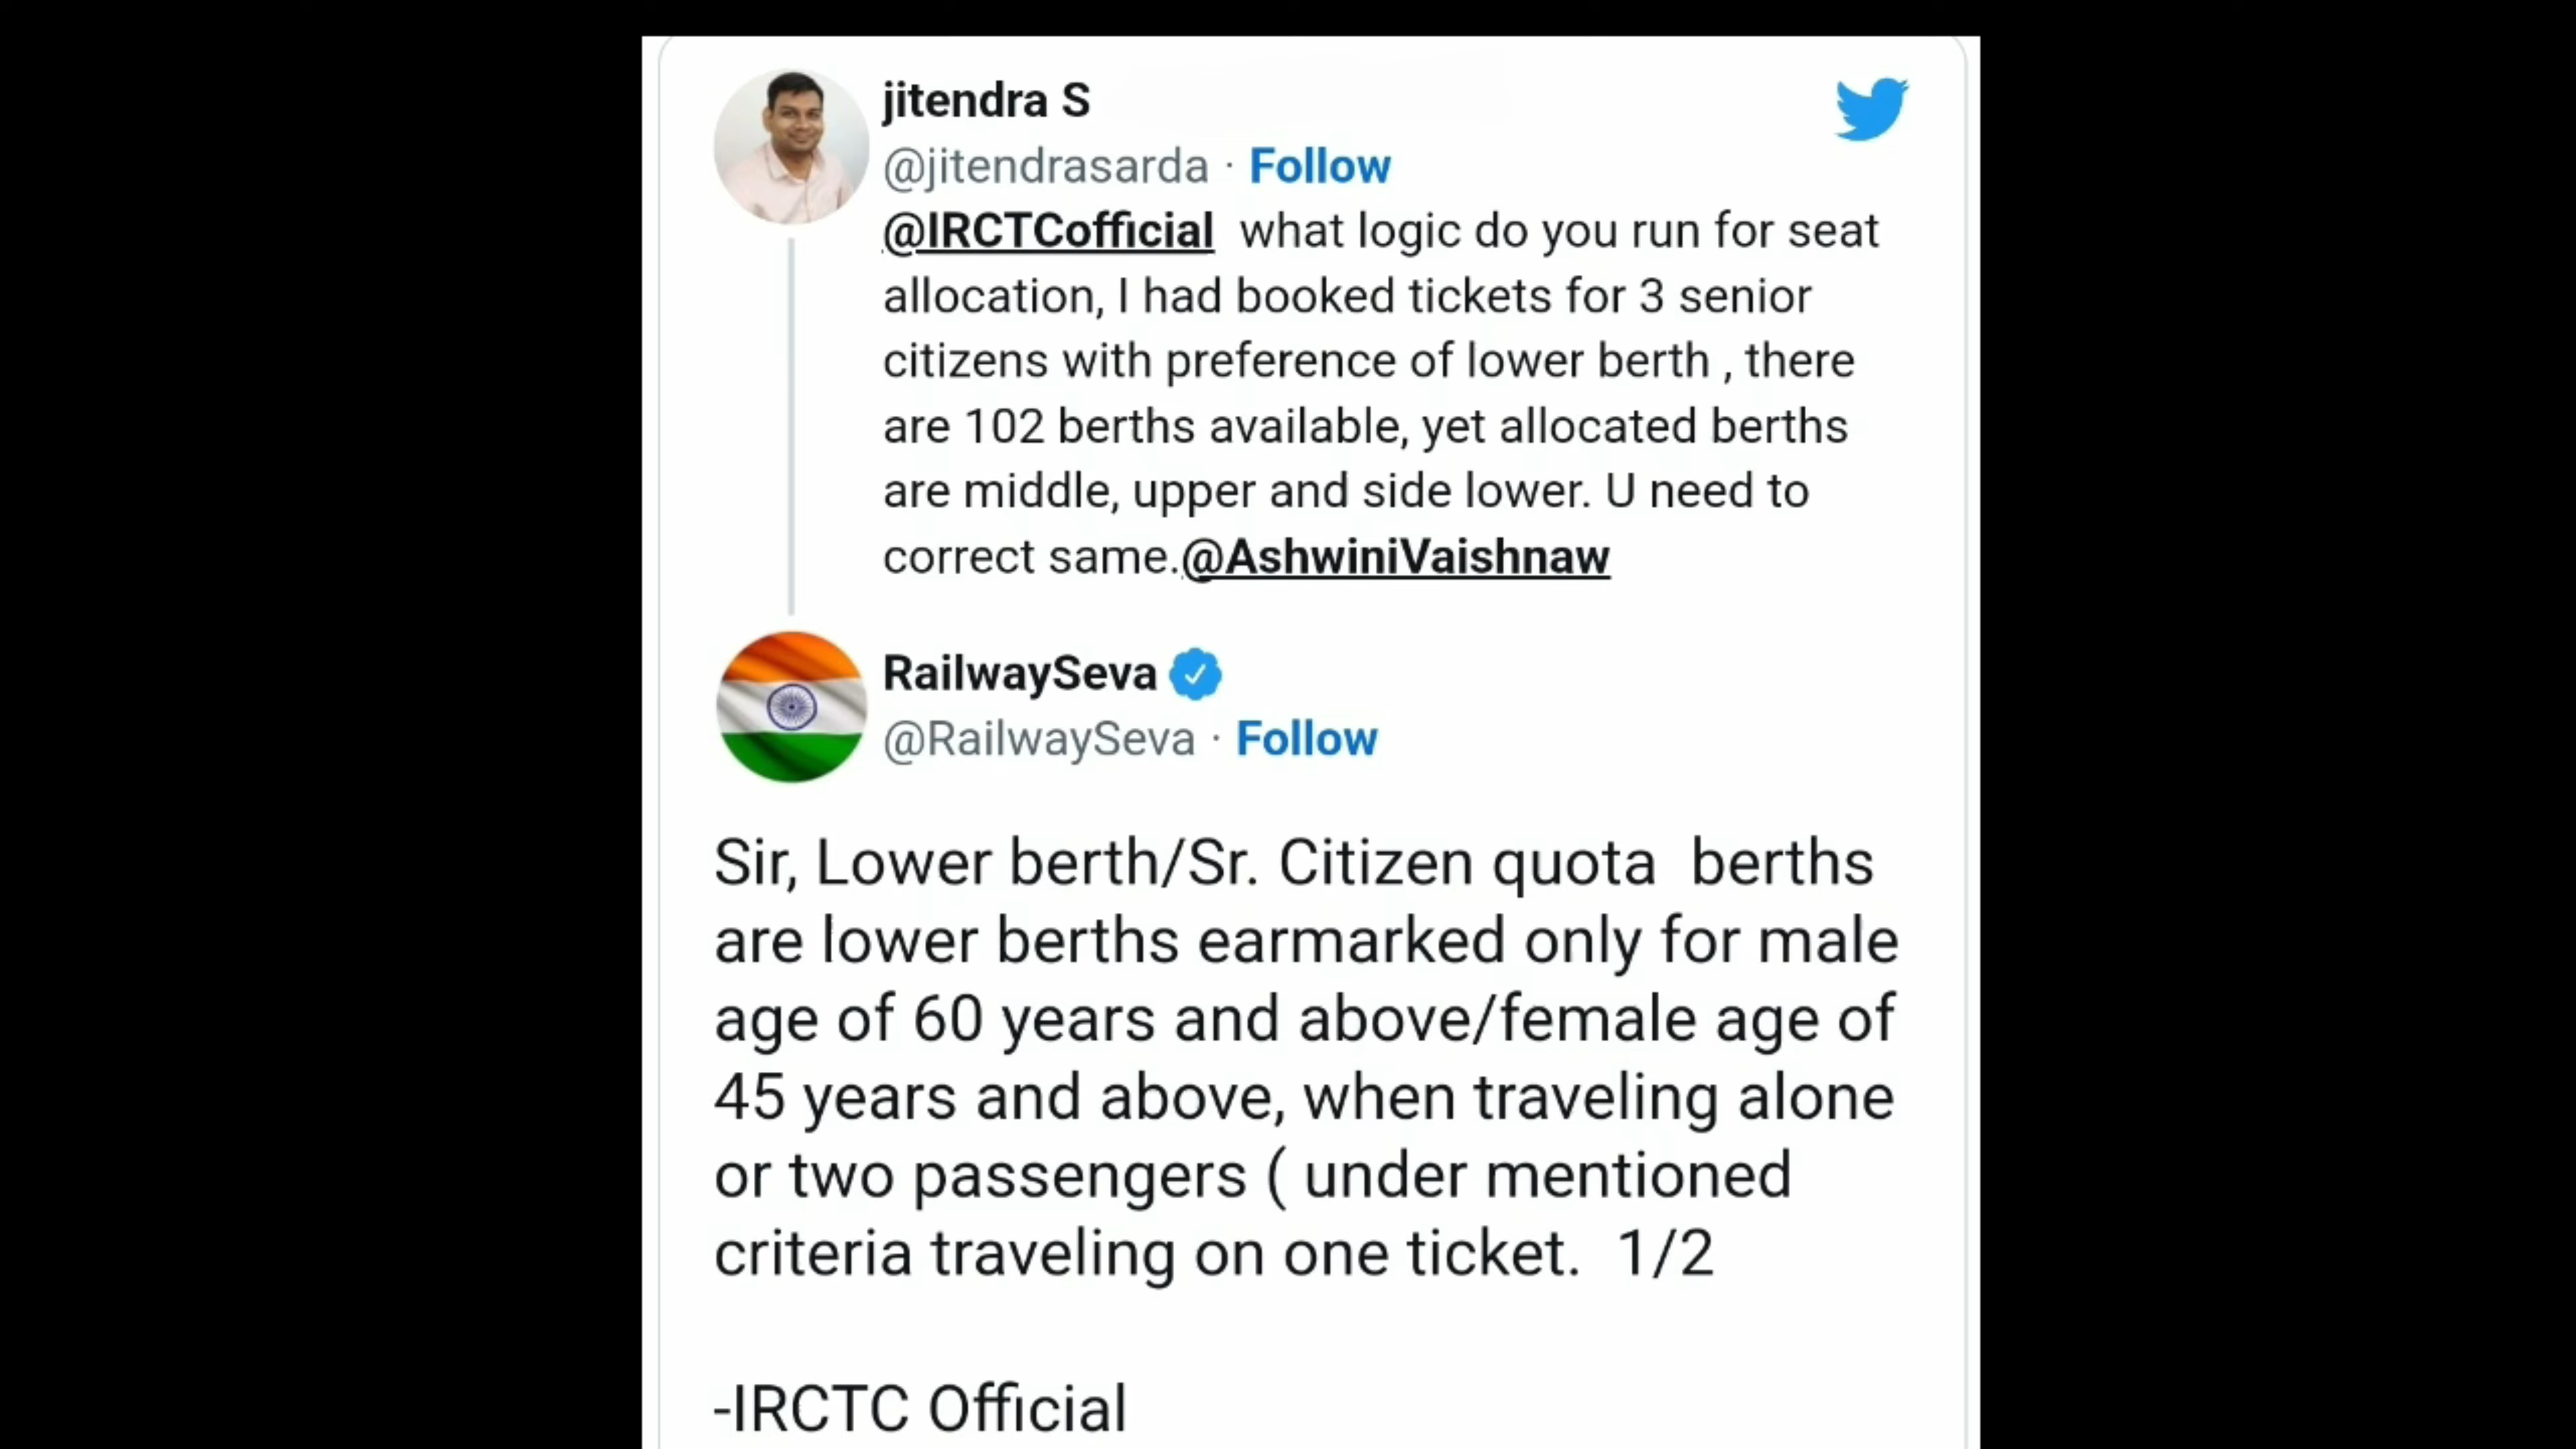 jitendra S
@jitendrasarda · Follow
@IRCTCofficial what logic do you run for seat
allocation, I had booked tickets for 3 senior
citizens with preference of lower berth , there
are 102 berths available, yet allocated berths
are middle, upper and side lower. U need to
correct same.@AshwiniVaishnaw
RailwaySeva
@RailwaySeva · Follow
Sir, Lower berth/Sr. Citizen quota berths
are lower berths earmarked only for male
age of 60 years and above/female age of
45 years and above, when traveling alone
or two passengers ( under mentioned
criteria traveling on one ticket. 1/2
-IRCTC Official